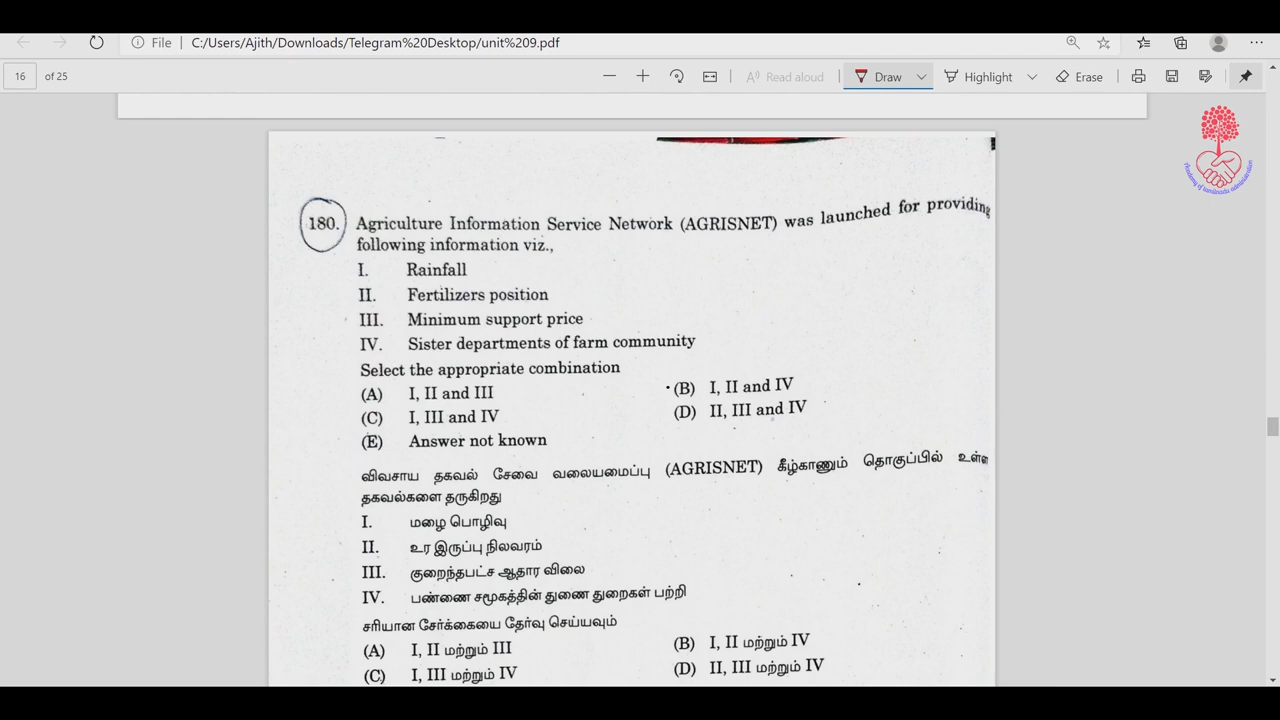 File
C:/Users/Ajith/Downloads/Telegram%20Desktop/unit%209.pdf
16 of 25
Read aloud
Draw
Highlight
Erase
Academy of tamilnadu administration
180. Agriculture Information Service Network (AGRISNET) was launched for providing
following information viz.,
I. Rainfall
II. Fertilizers position
III. Minimum support price
IV. Sister departments of farm community
Select the appropriate combination
(A) I, II and III (B) I, II and IV
(C) I, III and IV (D) II, III and IV
(E) Answer not known
விவசாய தகவல் சேவை வலையமைப்பு (AGRISNET) கீழ்காணும் தொகுப்பில் உள்ள
தகவல்களை தருகிறது
I. மழை பொழிவு
II. உர இருப்பு நிலவரம்
III. குறைந்தபட்ச ஆதார விலை
IV. பண்ணை சமூகத்தின் துணை துறைகள் பற்றி
சரியான சேர்க்கையை தேர்வு செய்யவும்
(A) I, II மற்றும் III (B) I, II மற்றும் IV
(C) I, III மற்றும் IV (D) II, III மற்றும் IV